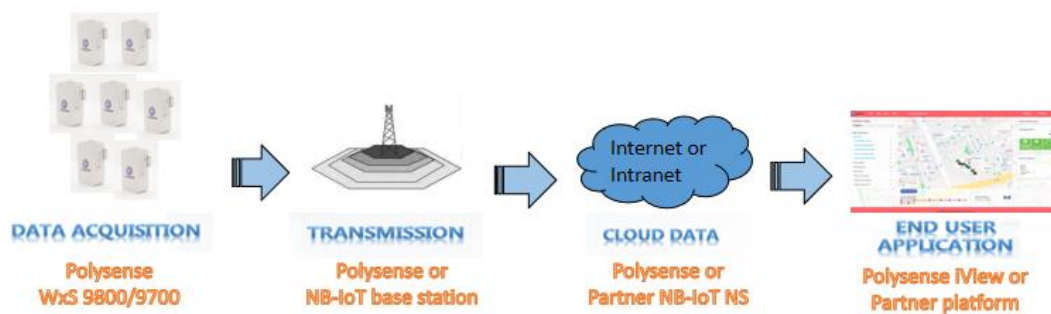 Internet or
Intranet
DATA ACQUISITION
TRANSMISSION
CLOUD DATA
END USER
APPLICATION
Polysense
WxS 9800/9700
Polysense or
NB-IoT base station
Polysense or
Partner NB-IoT NS
Polysense iView or
Partner platform